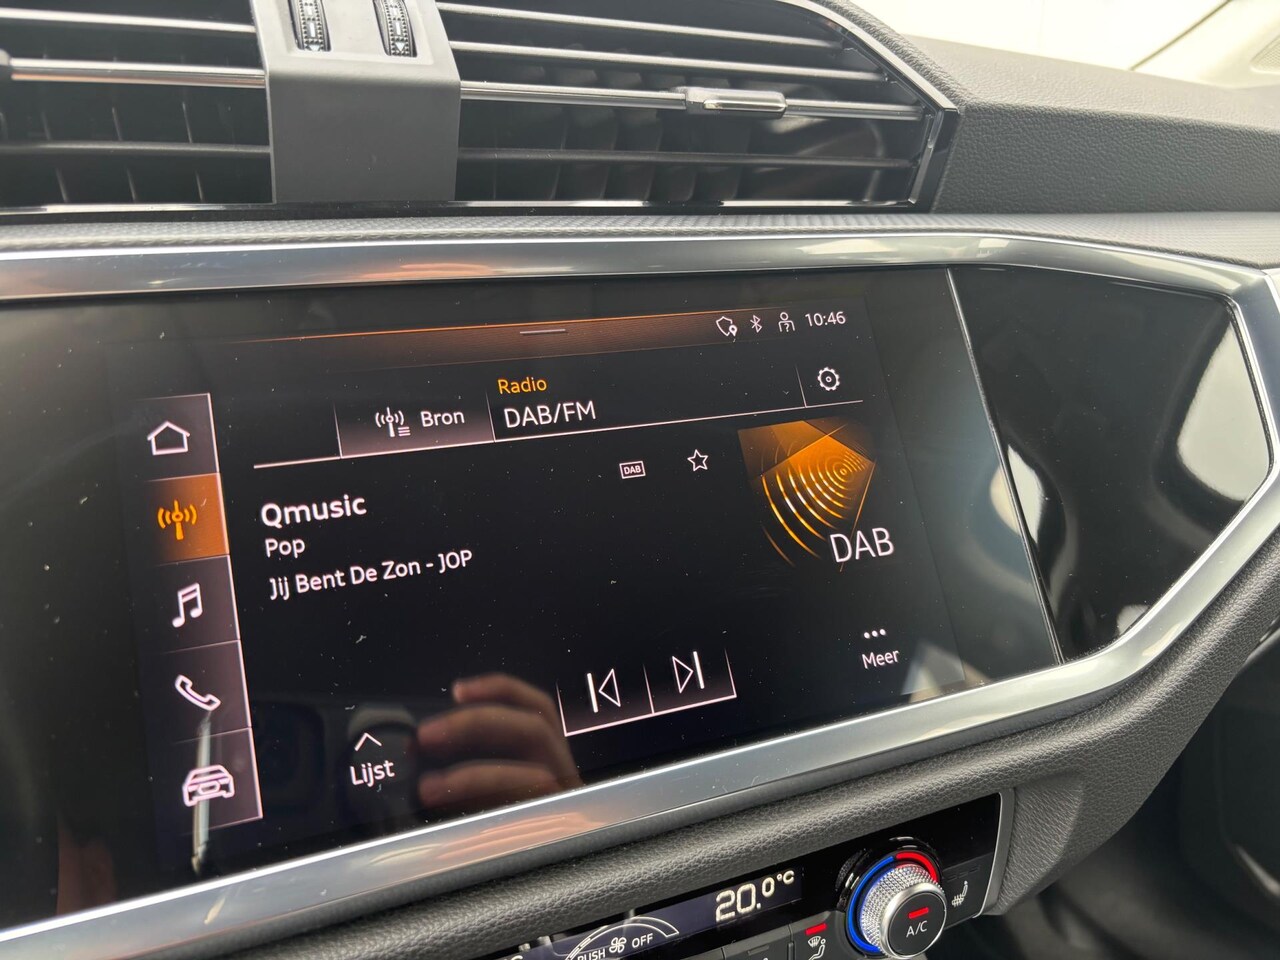 10:46
Radio
Bron
DAB/FM
DAB
Qmusic
Pop
Jij Bent De Zon - JOP
DAB
Meer
Lijst
20.0°C
PUSH
OFF
A/C